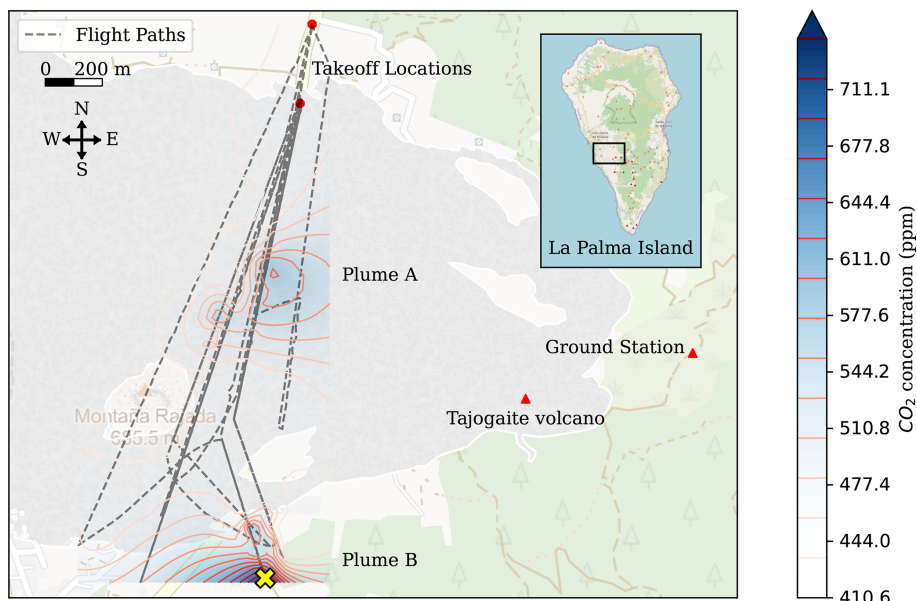 Flight Paths
0 200 m
N
W E
S
Takeoff Locations
La Palma Island
Plume A
Ground Station
Montaña Rajada
635.5 m
Tajogaite volcano
Plume B
711.1
677.8
644.4
611.0
577.6
544.2
510.8
477.4
444.0
410.6
CO₂ concentration (ppm)